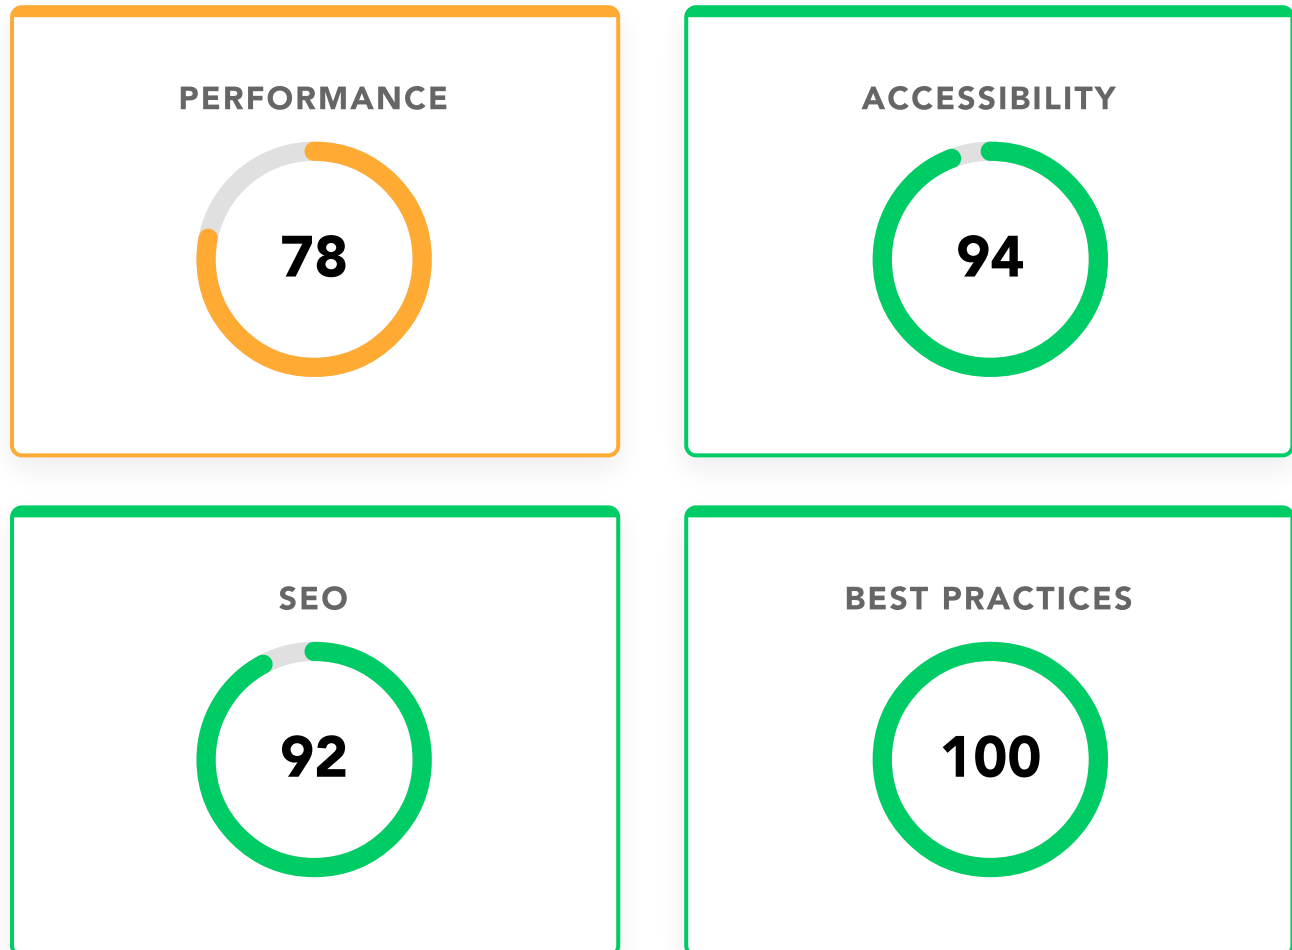 PERFORMANCE
78
ACCESSIBILITY
94
SEO
92
BEST PRACTICES
100